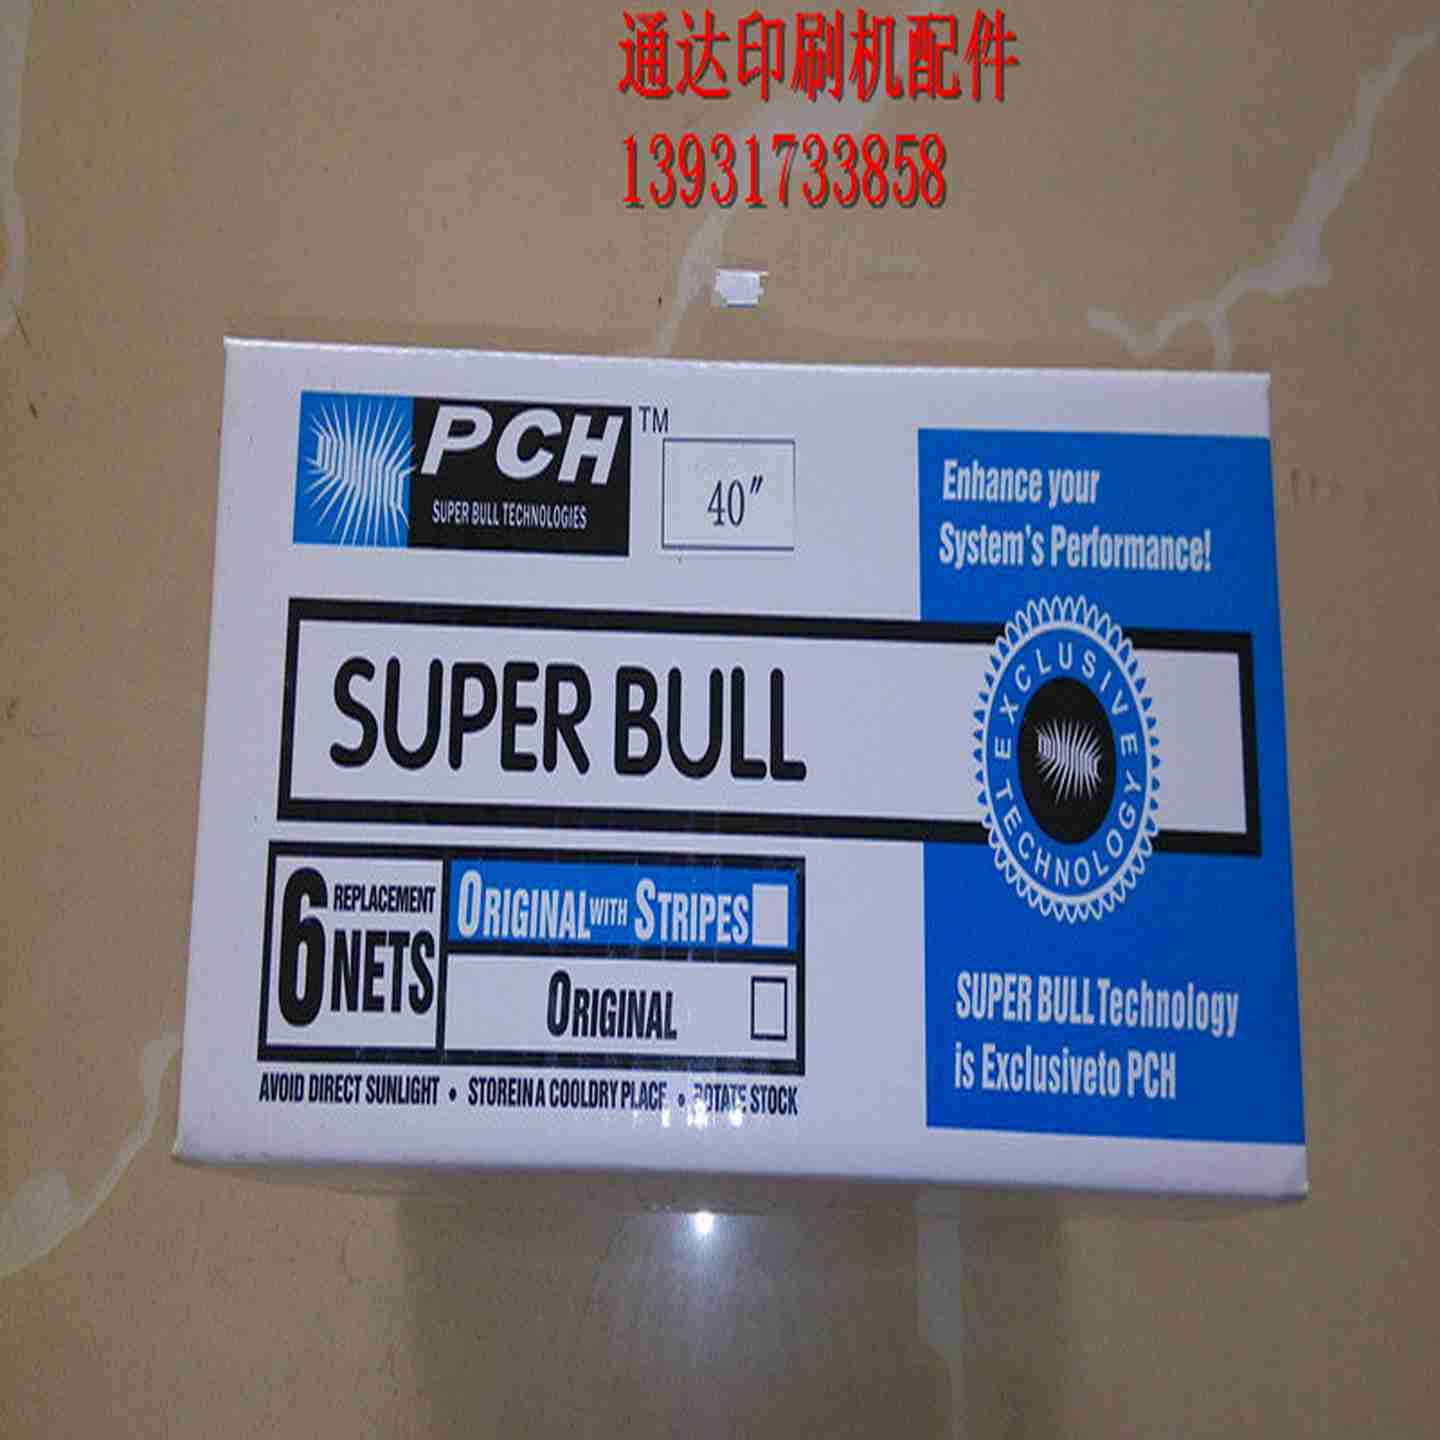 通达印刷机配件
13931733858
PCH TM
SUPER BULL TECHNOLOGIES
40"
Enhance your
System's Performance!
SUPER BULL
EXCLUSIVE TECHNOLOGY
6 REPLACEMENT
NETS
ORIGINAL WITH STRIPES
ORIGINAL
AVOID DIRECT SUNLIGHT • STOREIN A COOLDRY PLACE • ROTATE STOCK
SUPER BULL Technology
is Exclusiveto PCH